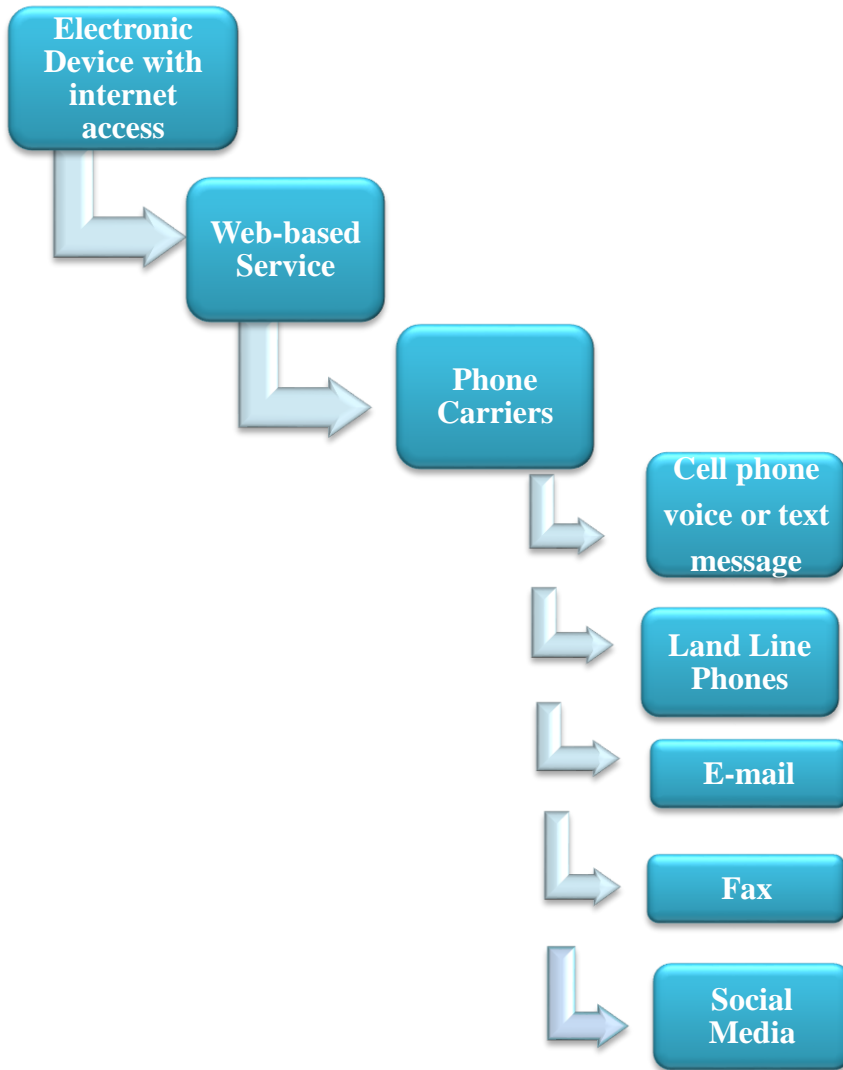 Electronic
Device with
internet
access
Web-based
Service
Phone
Carriers
Cell phone
voice or text
message
Land Line
Phones
E-mail
Fax
Social
Media